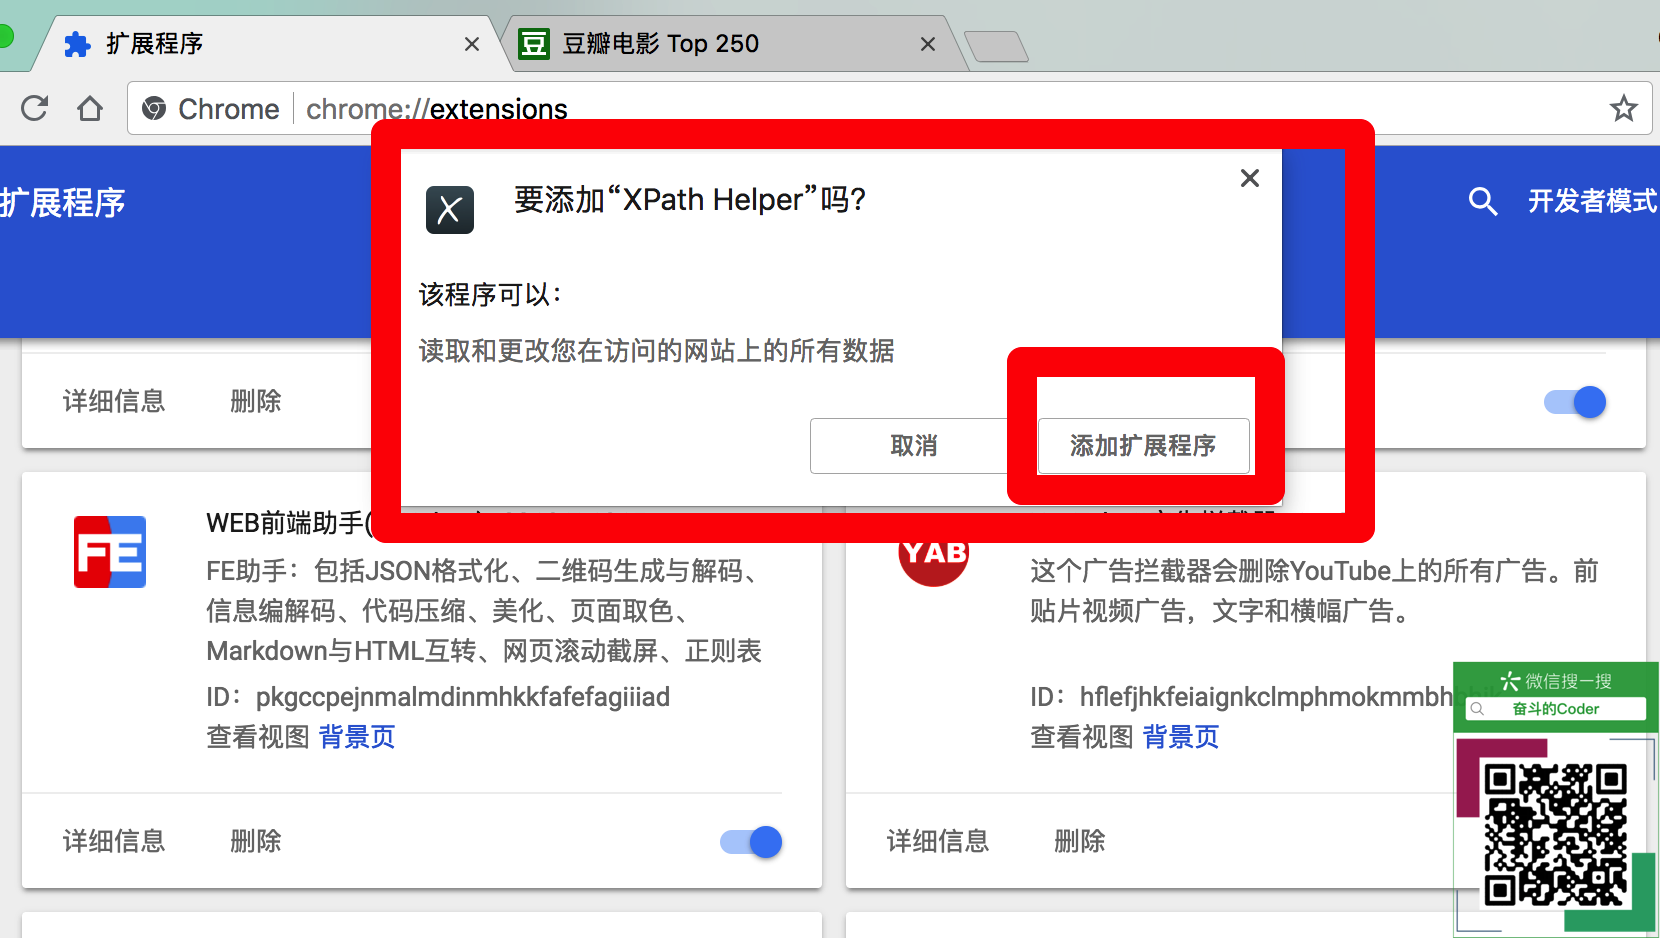 扩展程序
豆瓣电影 Top 250
Chrome
chrome://extensions
扩展程序
开发者模式
要添加“XPath Helper”吗?
该程序可以：
读取和更改您在访问的网站上的所有数据
取消
添加扩展程序
详细信息
删除
FE
WEB前端助手(
FE助手：包括JSON格式化、二维码生成与解码、
信息编解码、代码压缩、美化、页面取色、
Markdown与HTML互转、网页滚动截屏、正则表
ID：pkgccpejnmalmdinmhkkfafefagiiiad
查看视图 背景页
详细信息
删除
YAB
这个广告拦截器会删除YouTube上的所有广告。前
贴片视频广告，文字和横幅广告。
ID：hflefjhkfeiaignkclmphmokmmbhb
查看视图 背景页
详细信息
删除
微信搜一搜
奋斗的Coder